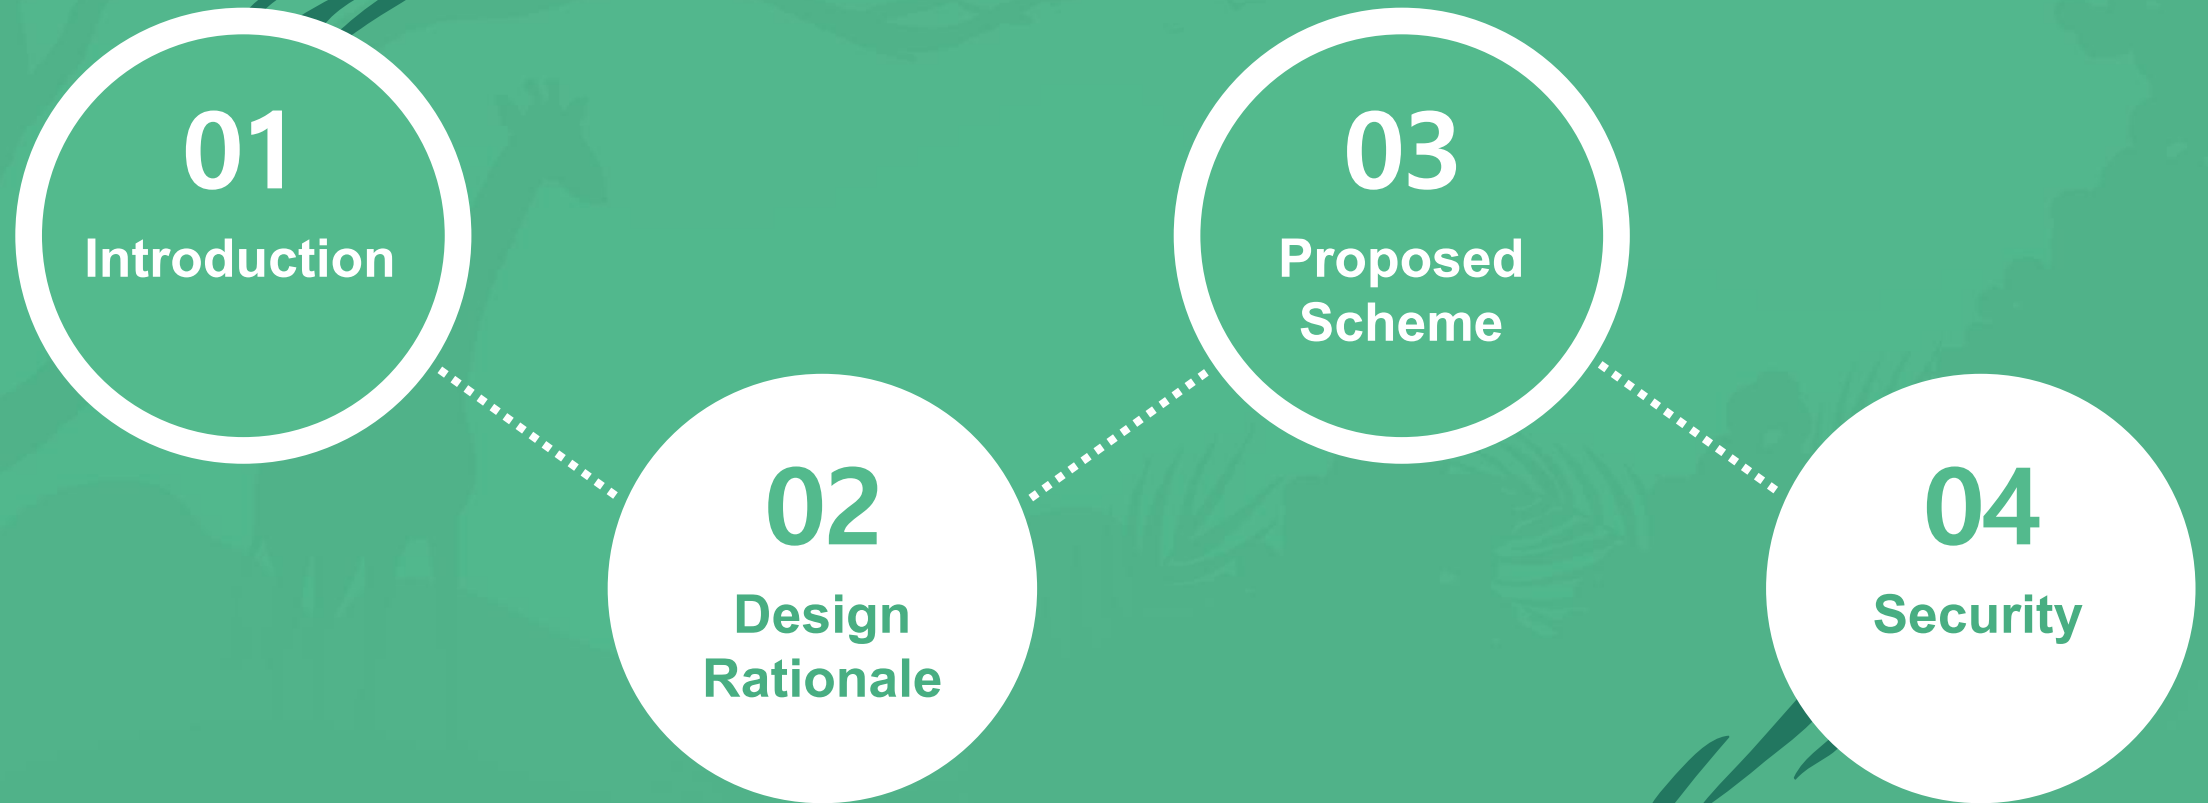 01
Introduction
02
Design
Rationale
03
Proposed
Scheme
04
Security